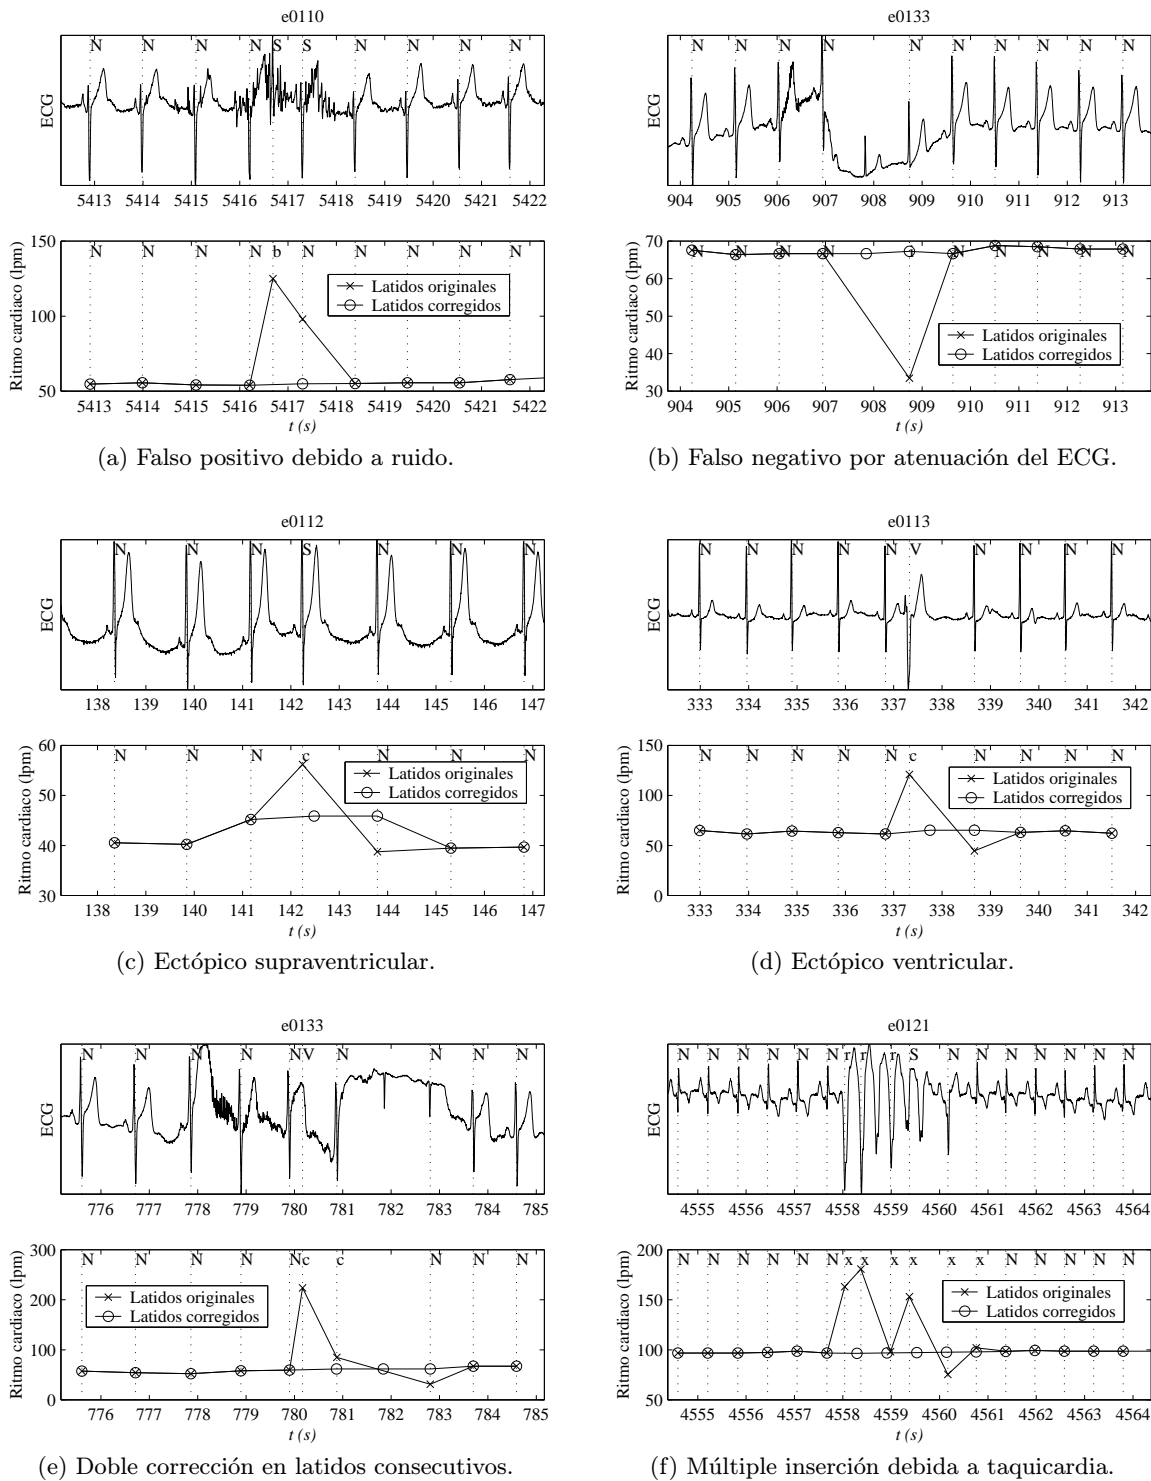 e0110
N N N N S S N N N N
ECG
5413 5414 5415 5416 5417 5418 5419 5420 5421 5422
N N N N b N N N N N
Ritmo cardiaco (lpm)
150
100
50
Latidos originales
Latidos corregidos
5413 5414 5415 5416 5417 5418 5419 5420 5421 5422
t (s)
(a) Falso positivo debido a ruido.
e0133
N N N N N N N N N N
ECG
904 905 906 907 908 909 910 911 912 913
N N N N N N N N N
Ritmo cardiaco (lpm)
70
60
50
40
30
Latidos originales
Latidos corregidos
904 905 906 907 908 909 910 911 912 913
t (s)
(b) Falso negativo por atenuación del ECG.
e0112
N N N S N N N
ECG
138 139 140 141 142 143 144 145 146 147
N N N c N N N
Ritmo cardiaco (lpm)
60
50
40
30
Latidos originales
Latidos corregidos
138 139 140 141 142 143 144 145 146 147
t (s)
(c) Ectópico supraventricular.
e0113
N N N N N V N N N N
ECG
333 334 335 336 337 338 339 340 341 342
N N N N N c N N N N
Ritmo cardiaco (lpm)
150
100
50
0
Latidos originales
Latidos corregidos
333 334 335 336 337 338 339 340 341 342
t (s)
(d) Ectópico ventricular.
e0133
N N N N N V N N N N
ECG
776 777 778 779 780 781 782 783 784 785
N N N N N c c N N N
Ritmo cardiaco (lpm)
300
200
100
0
Latidos originales
Latidos corregidos
776 777 778 779 780 781 782 783 784 785
t (s)
(e) Doble corrección en latidos consecutivos.
e0121
N N N N N N r r r S N N N N N N N
ECG
4555 4556 4557 4558 4559 4560 4561 4562 4563 4564
N N N N N N x x x x x x N N N N N
Ritmo cardiaco (lpm)
200
150
100
50
Latidos originales
Latidos corregidos
4555 4556 4557 4558 4559 4560 4561 4562 4563 4564
t (s)
(f) Múltiple inserción debida a taquicardia.